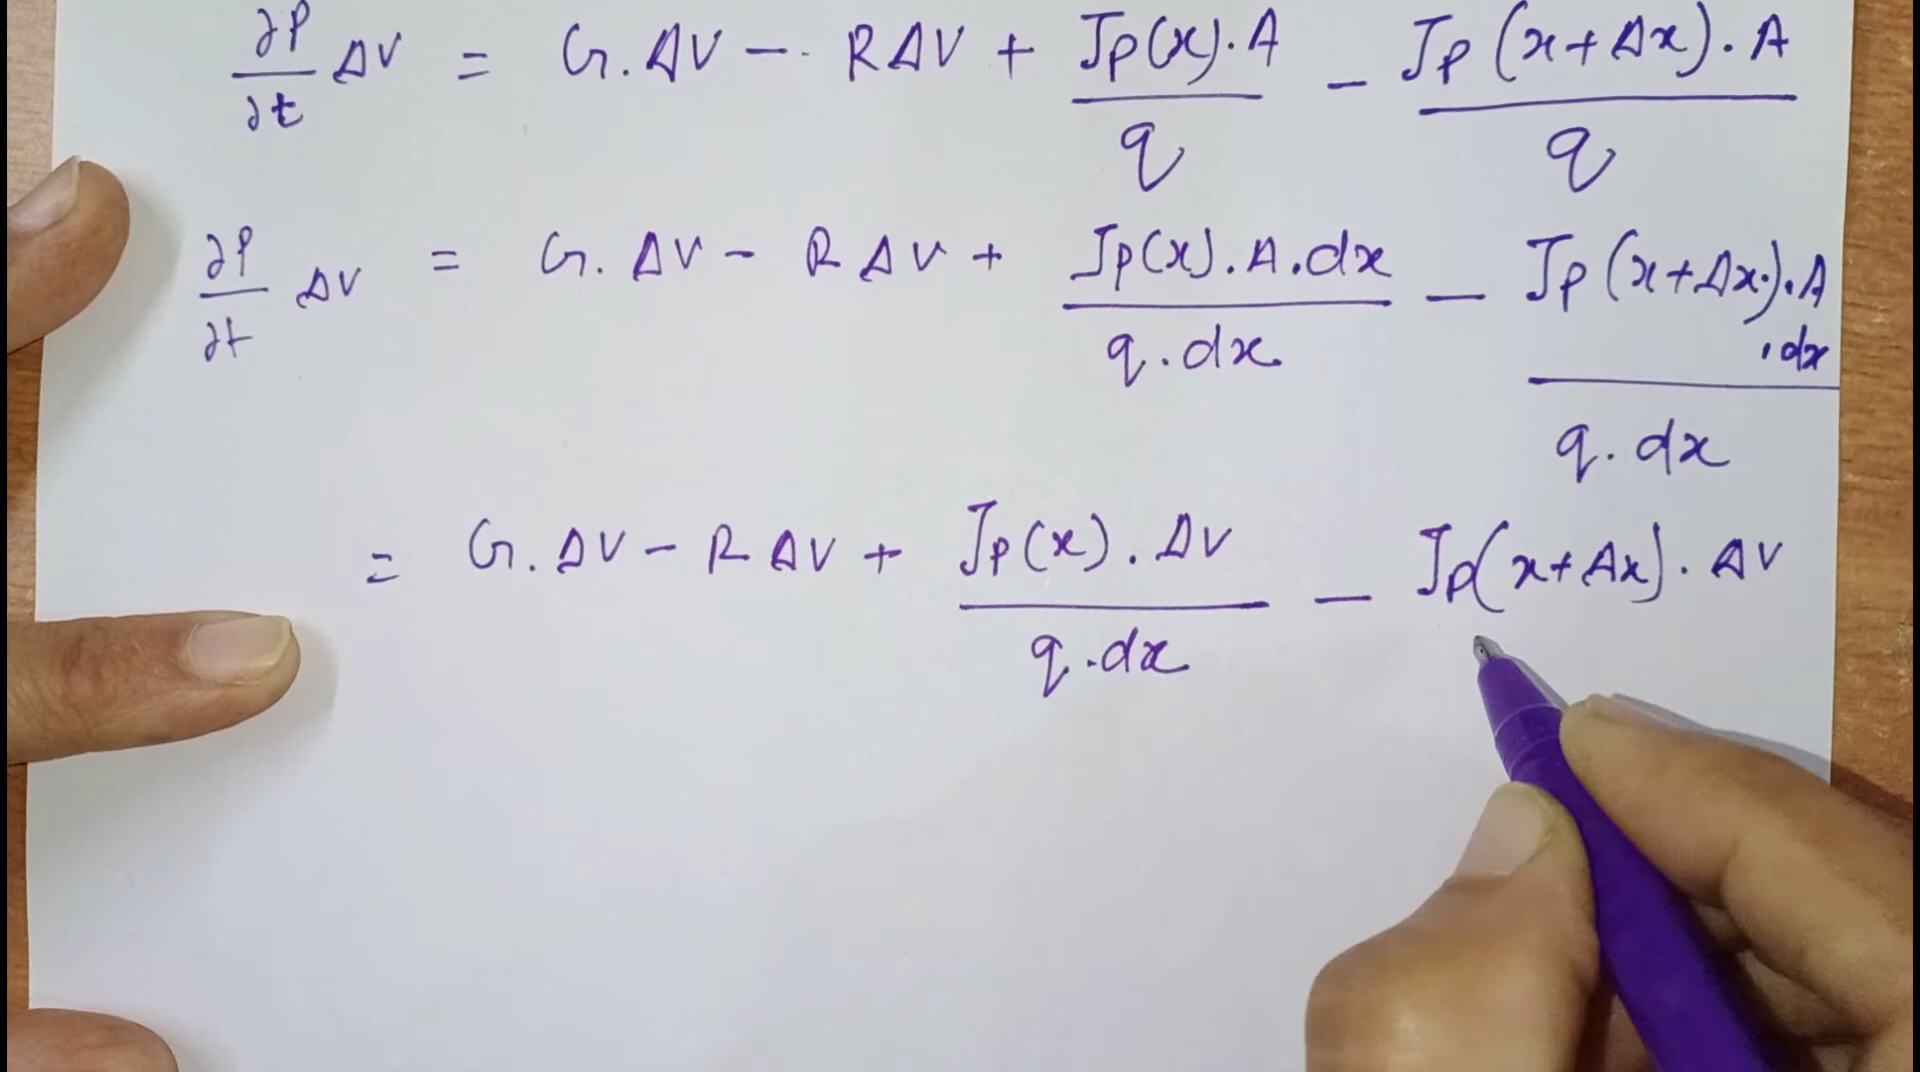 ∂P/∂t ΔV = G.ΔV - RΔV + Jp(x).A/q - Jp(x+Δx).A/q
∂P/∂t ΔV = G.ΔV - RΔV + Jp(x).A.dx/q.dx - Jp(x+Δx).A.dx/q.dx
= G.ΔV - RΔV + Jp(x).ΔV/q.dx - Jp(x+Δx).ΔV